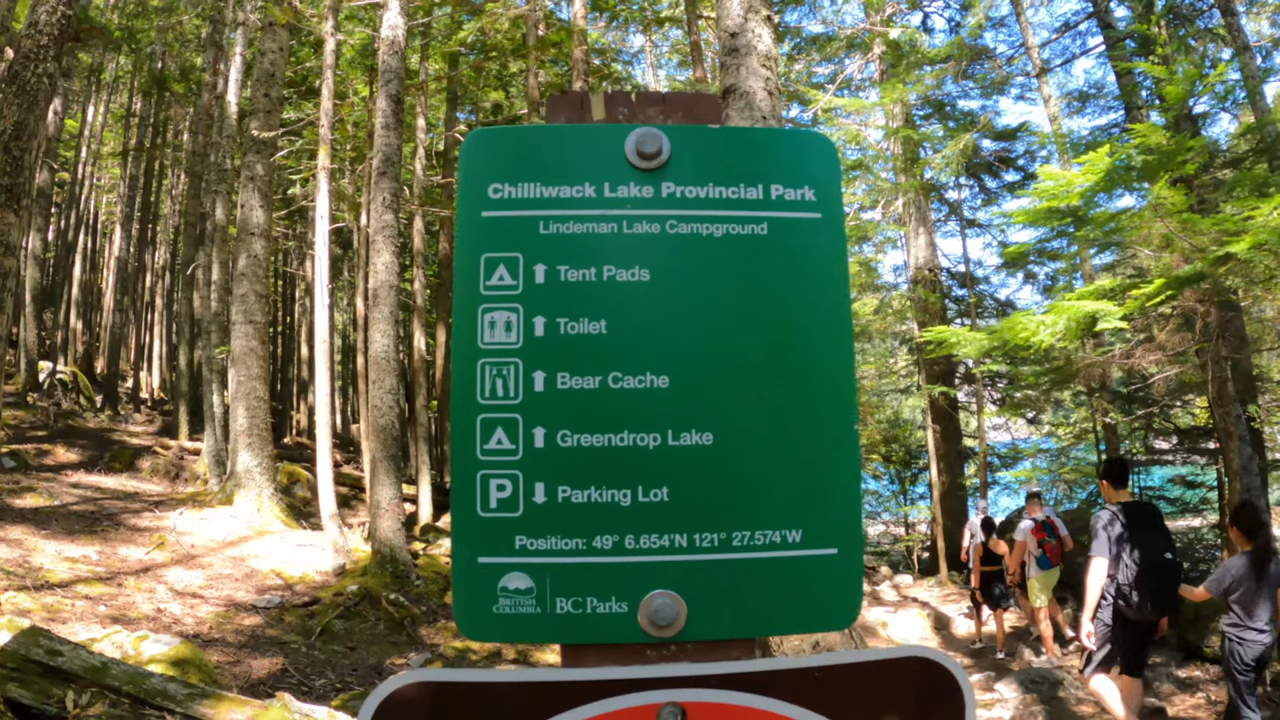 Chilliwack Lake Provincial Park
Lindeman Lake Campground
Tent Pads
Toilet
Bear Cache
Greendrop Lake
P Parking Lot
Position: 49° 6.654'N 121° 27.574'W
BRITISH
COLUMBIA
BC Parks